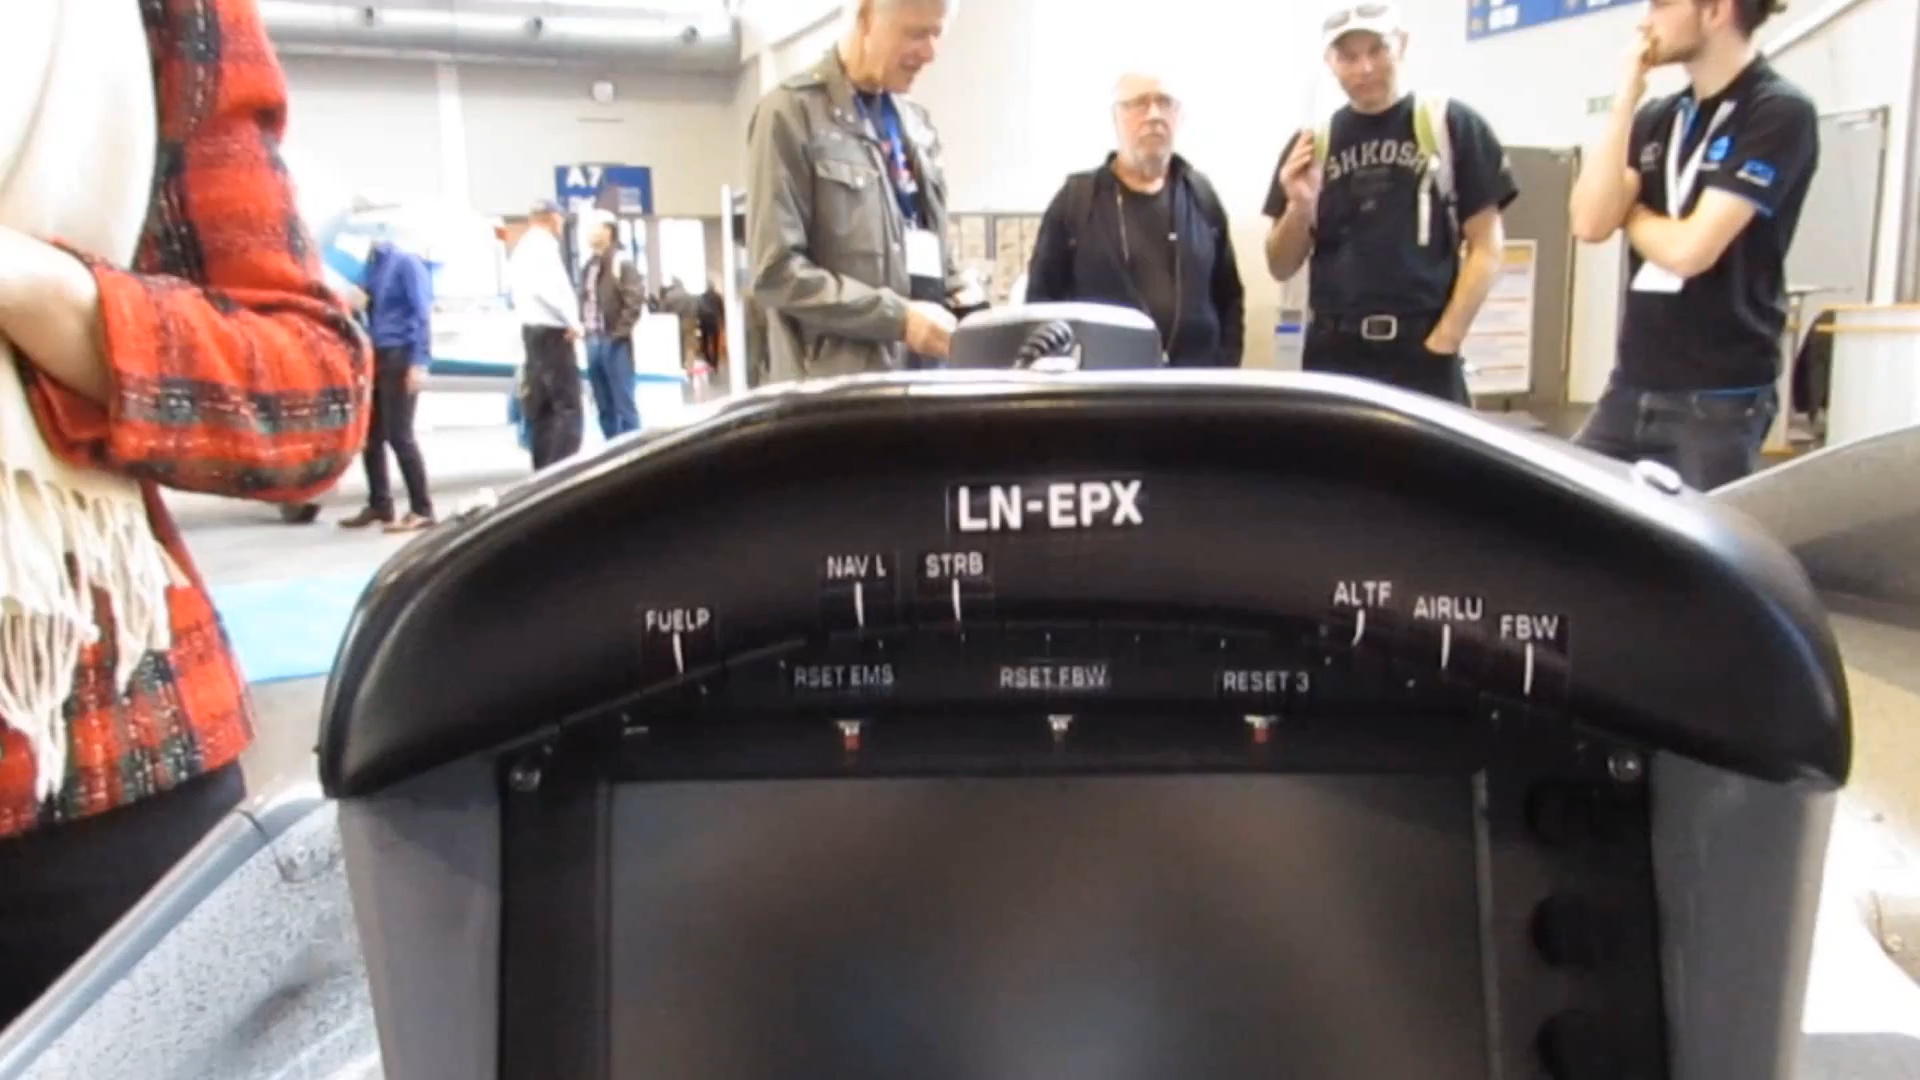 A7
SHKOSH
LN-EPX
NAV L
STRB
FUELP
ALTF
AIRLU
FBW
RSET EMS
RSET FBW
RESET 3